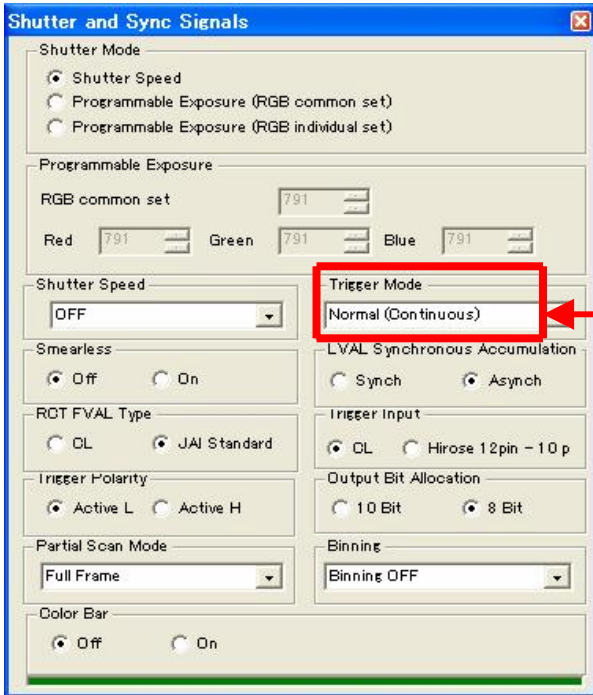 Shutter and Sync Signals
Shutter Mode
Shutter Speed
Programmable Exposure (RGB common set)
Programmable Exposure (RGB individual set)
Programmable Exposure
RGB common set 791
Red 791 Green 791 Blue 791
Shutter Speed
OFF
Trigger Mode
Normal (Continuous)
Smearless
Off On
LVAL Synchronous Accumulation
Synch Asynch
RCT FVAL Type
CL JAI Standard
Trigger Input
CL Hirose 12pin - 10 p
Trigger Polarity
Active L Active H
Output Bit Allocation
10 Bit 8 Bit
Partial Scan Mode
Full Frame
Binning
Binning OFF
Color Bar
Off On